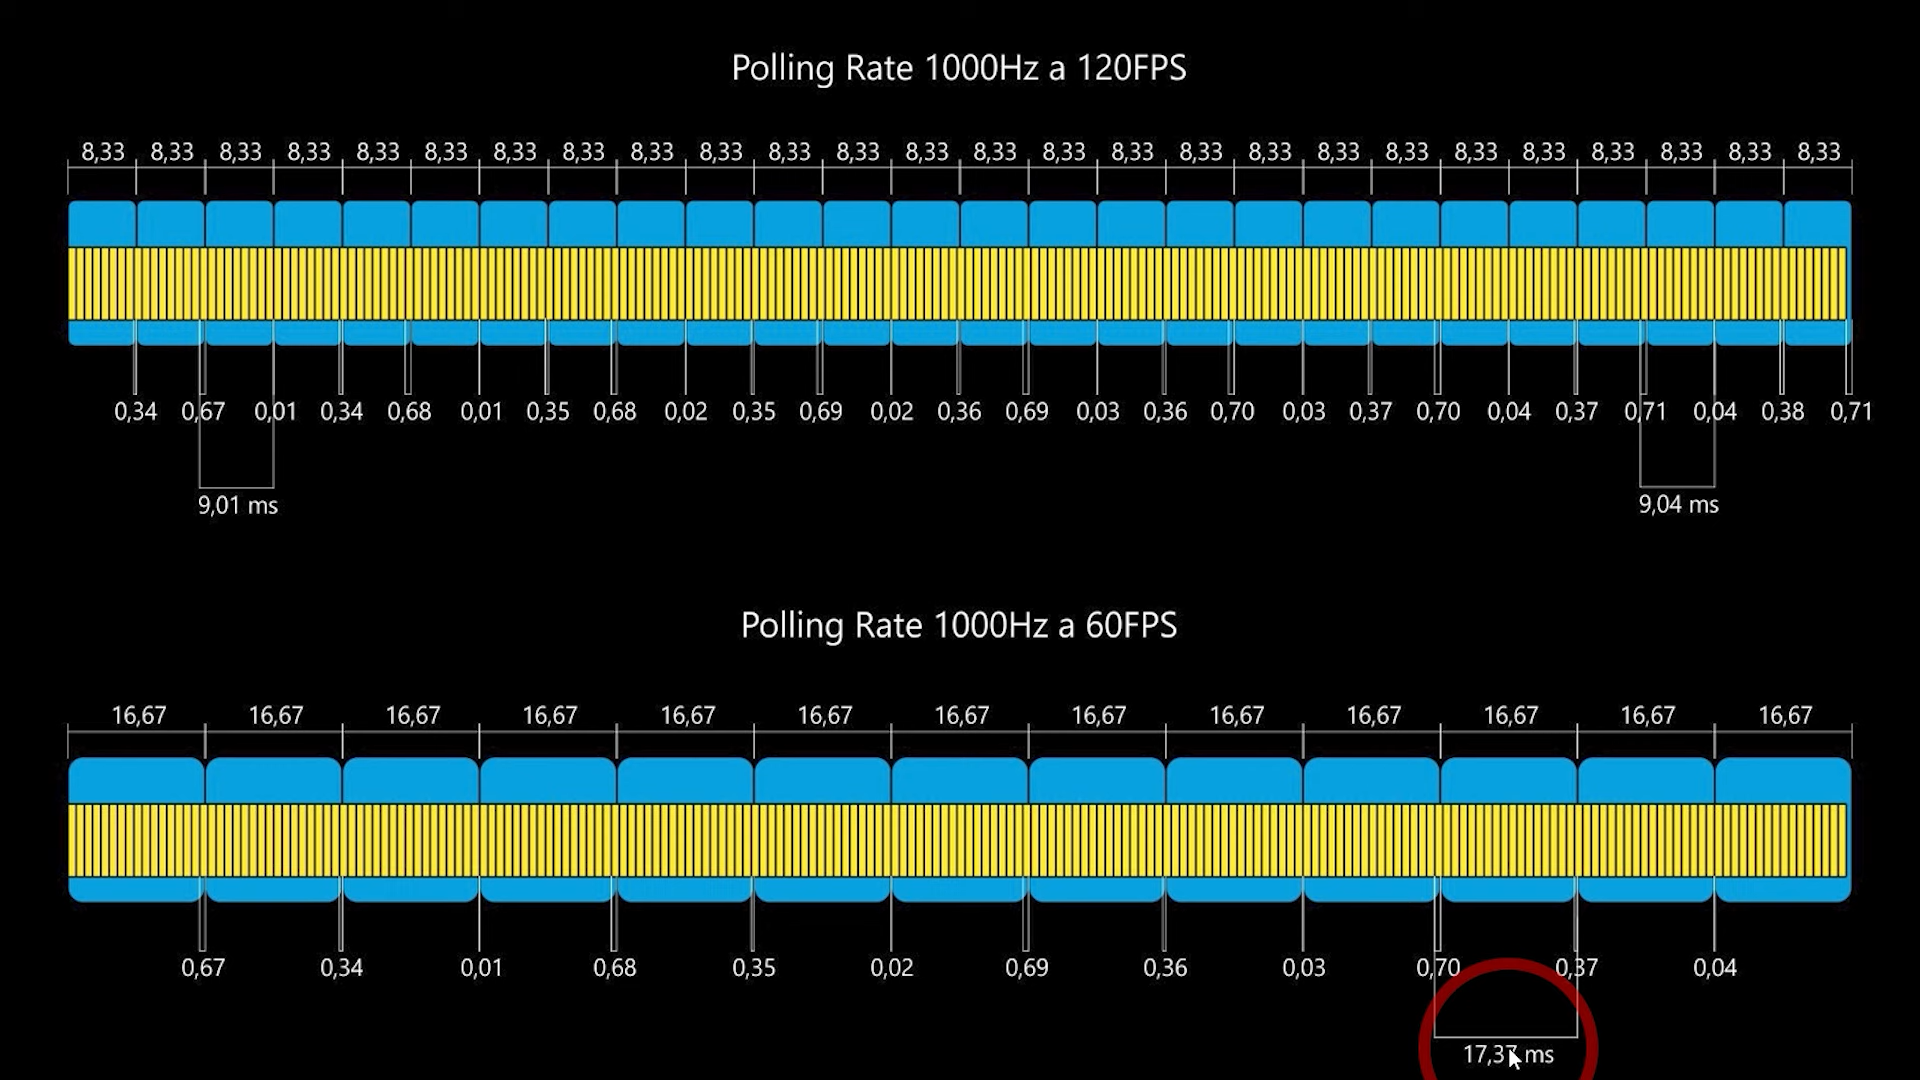 Polling Rate 1000Hz a 120FPS
8,33 8,33 8,33 8,33 8,33 8,33 8,33 8,33 8,33 8,33 8,33 8,33 8,33 8,33 8,33 8,33 8,33 8,33 8,33 8,33 8,33 8,33 8,33 8,33 8,33 8,33
0,34 0,67 0,01 0,34 0,68 0,01 0,35 0,68 0,02 0,35 0,69 0,02 0,36 0,69 0,03 0,36 0,70 0,03 0,37 0,70 0,04 0,37 0,71 0,04 0,38 0,71
9,01 ms 9,04 ms
Polling Rate 1000Hz a 60FPS
16,67 16,67 16,67 16,67 16,67 16,67 16,67 16,67 16,67 16,67 16,67 16,67 16,67
0,67 0,34 0,01 0,68 0,35 0,02 0,69 0,36 0,03 0,70 0,37 0,04
17,37 ms